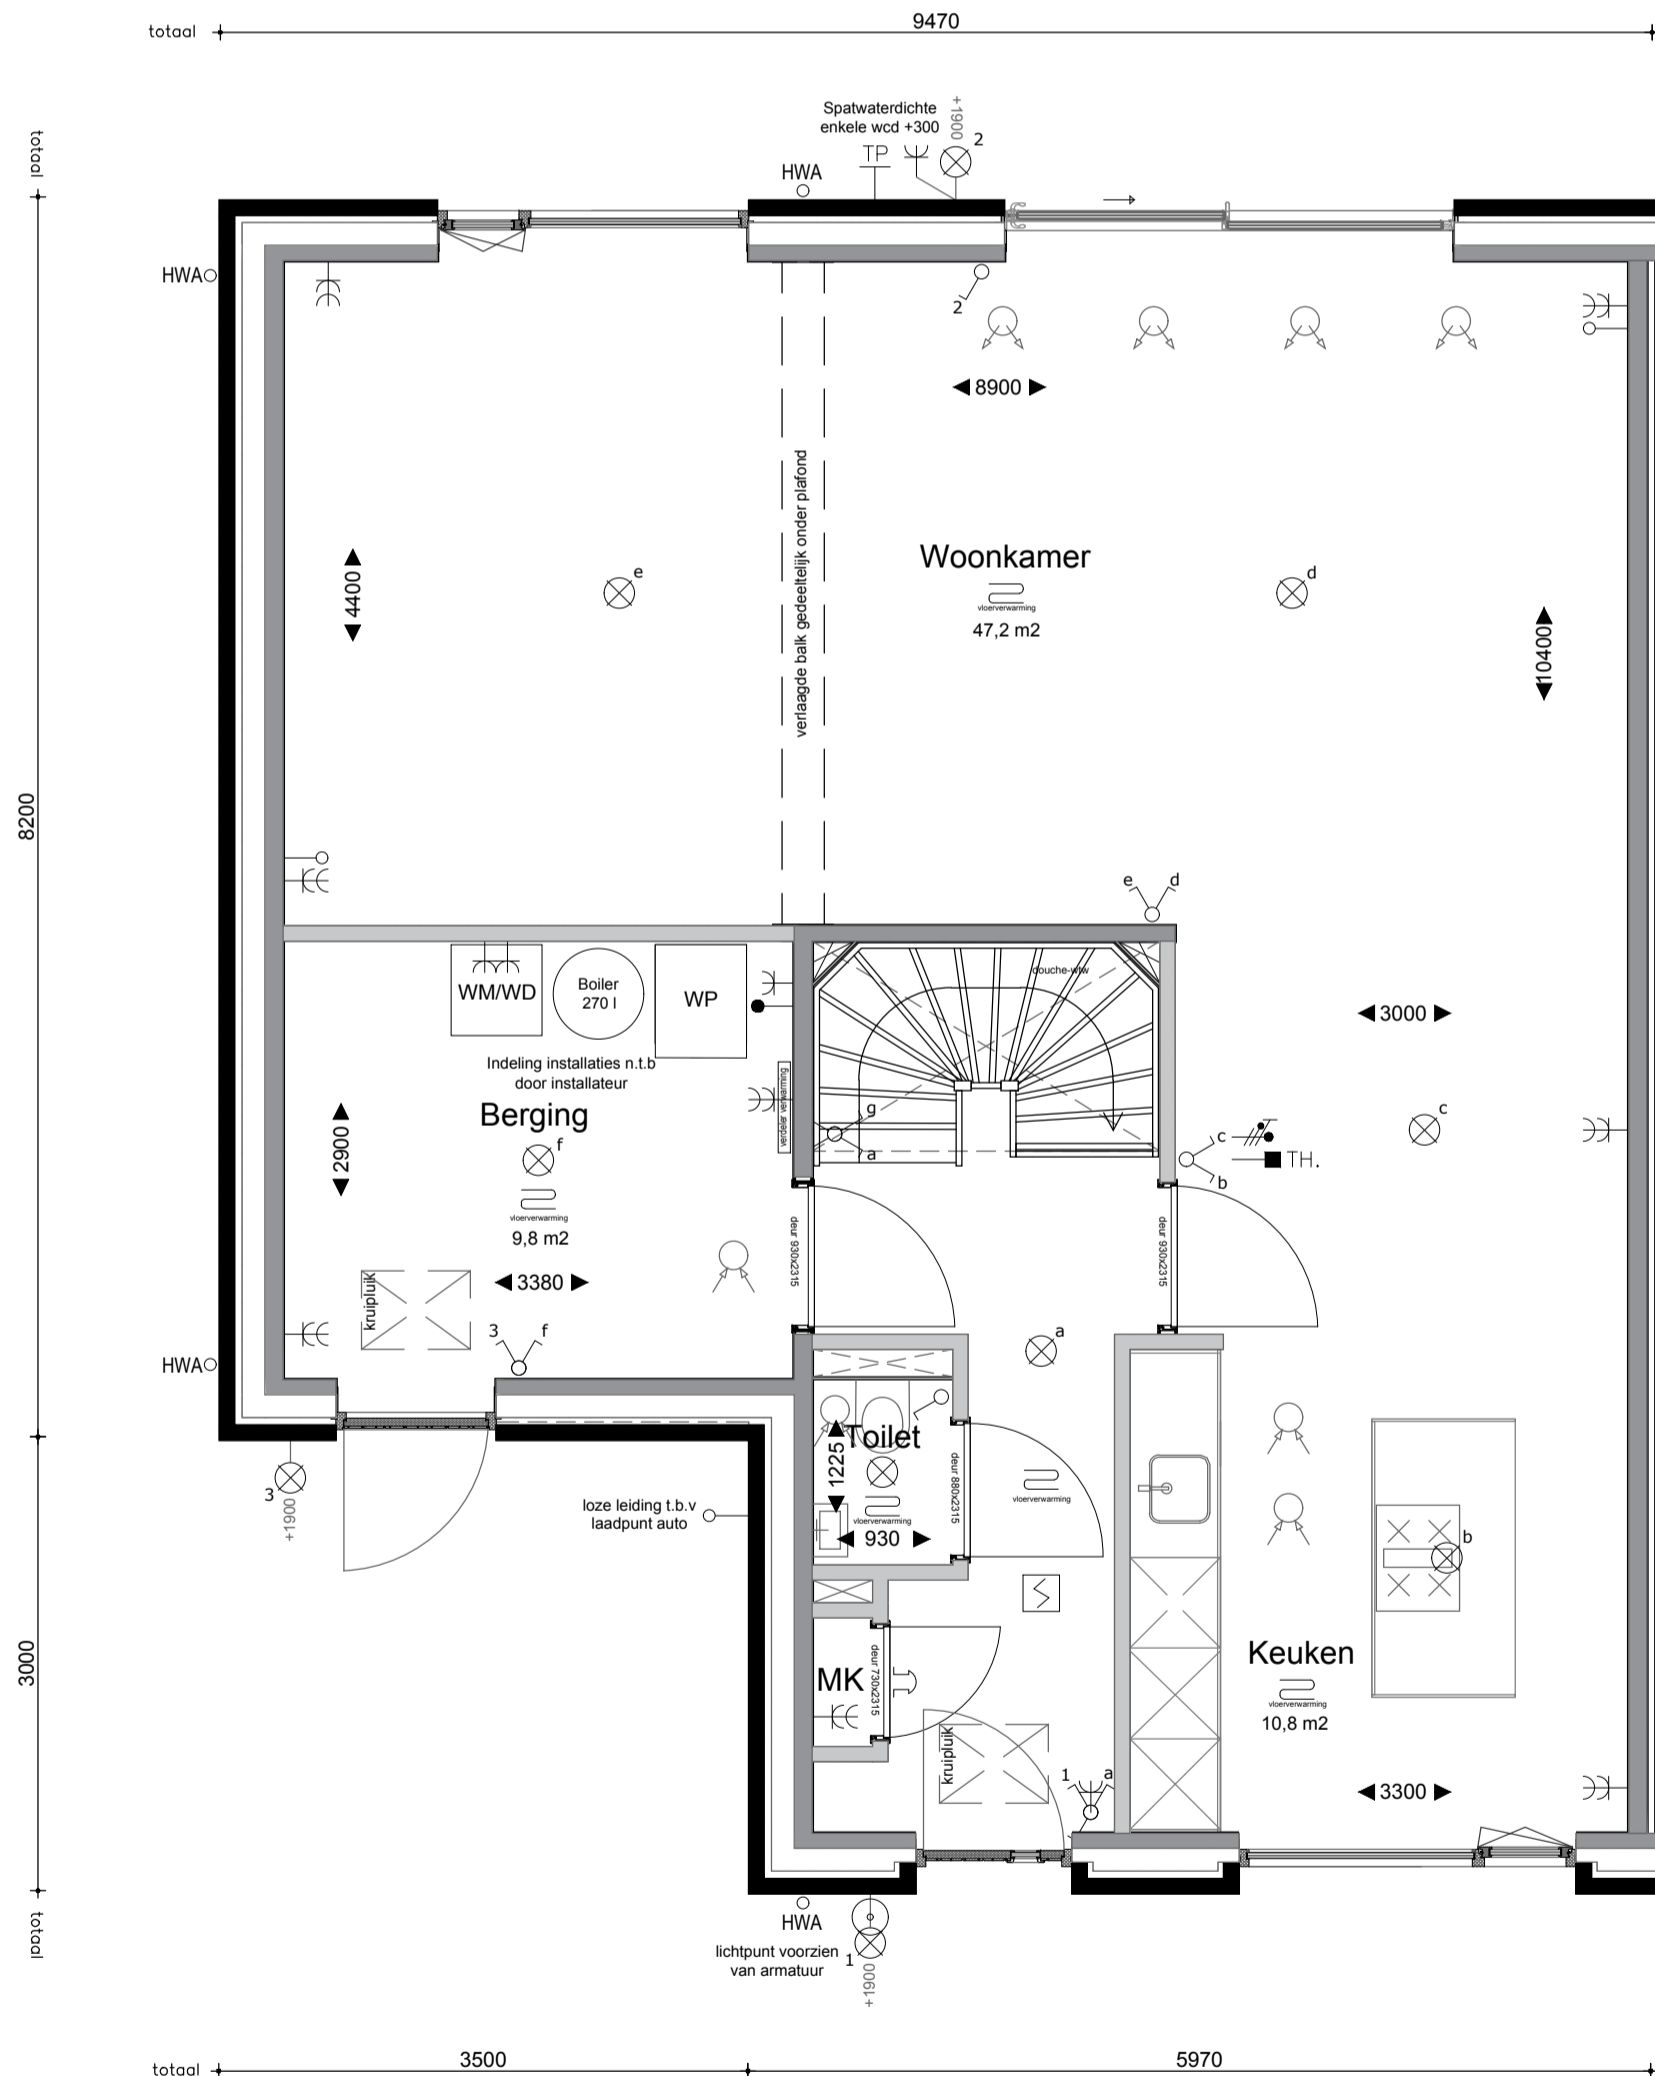 totaal
9470
totaal
Spatwaterdichte
enkele wcd +300
+1900
2
TP
HWA
HWA
2
8900
verlaagde balk gedeeltelijk onder plafond
Woonkamer
vloerverwarming
47,2 m2
e
d
4400
10400
8200
e d
douche-wtw
WM/WD
Boiler
270 l
WP
3000
Indeling installaties n.t.b
door installateur
Berging
verdeler verwarming
g
a
c
2900
f
c
TH.
b
vloerverwarming
9,8 m2
deur 930x2315
deur 930x2315
3380
kruipluik
3 f
a
HWA
Toilet
1225
deur 880x2315
vloerverwarming
vloerverwarming
930
3
+1900
loze leiding t.b.v
laadpunt auto
b
3000
MK
deur 730x2315
Keuken
vloerverwarming
10,8 m2
kruipluik
1 a
3300
totaal
HWA
lichtpunt voorzien
van armatuur
1
+1900
totaal
3500
5970